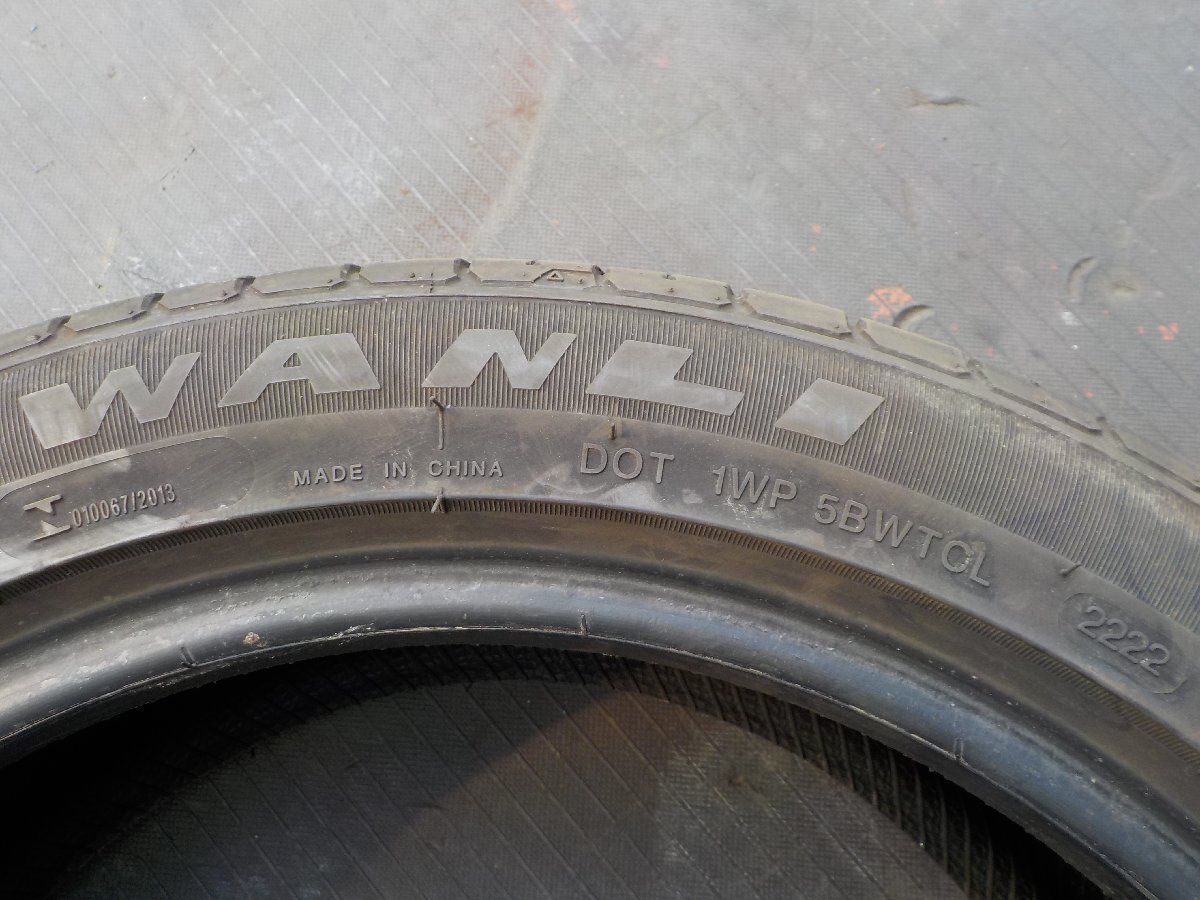 WANLI
010067/2013
MADE IN CHINA
DOT 1WP 5BWTCL
2222